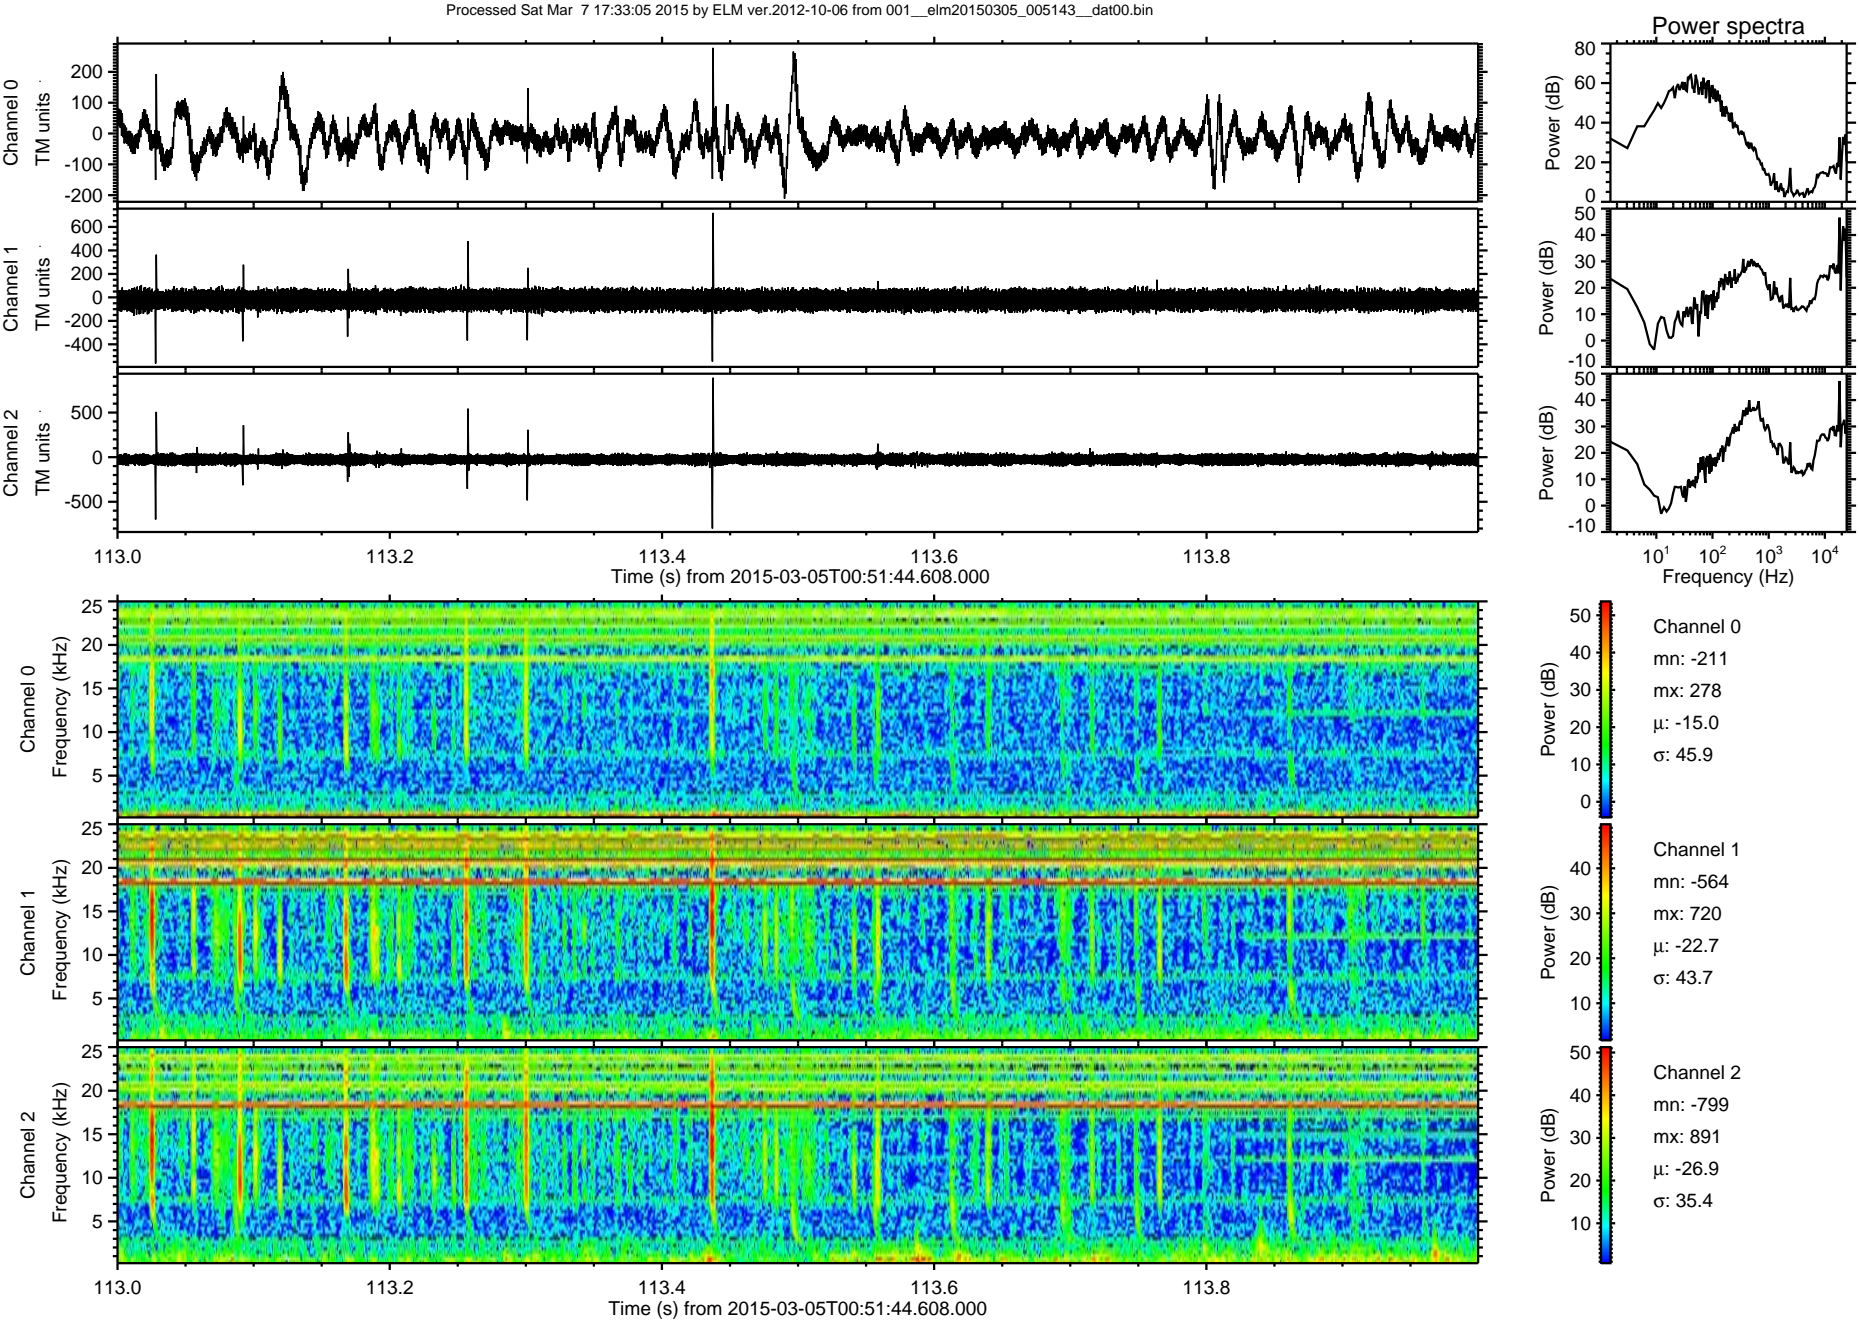 Processed Sat Mar  7 17:33:05 2015 by ELM ver.2012-10-06 from 001__elm20150305_005143__dat00.bin
Power spectra
Channel 0
TM units
200
100
0
-100
-200
Power (dB)
80
60
40
20
0
Channel 1
TM units
600
400
200
0
-200
-400
Power (dB)
50
40
30
20
10
0
-10
Channel 2
TM units
500
0
-500
Power (dB)
50
40
30
20
10
0
-10
113.0 113.2 113.4 113.6 113.8
Time (s) from 2015-03-05T00:51:44.608.000
10¹ 10² 10³ 10⁴
Frequency (Hz)
Channel 0
Frequency (kHz)
25
20
15
10
5
Power (dB)
50
40
30
20
10
0
Channel 0
mn: -211
mx: 278
μ: -15.0
σ: 45.9
Channel 1
Frequency (kHz)
25
20
15
10
5
Power (dB)
40
30
20
10
Channel 1
mn: -564
mx: 720
μ: -22.7
σ: 43.7
Channel 2
Frequency (kHz)
25
20
15
10
5
Power (dB)
50
40
30
20
10
Channel 2
mn: -799
mx: 891
μ: -26.9
σ: 35.4
113.0 113.2 113.4 113.6 113.8
Time (s) from 2015-03-05T00:51:44.608.000